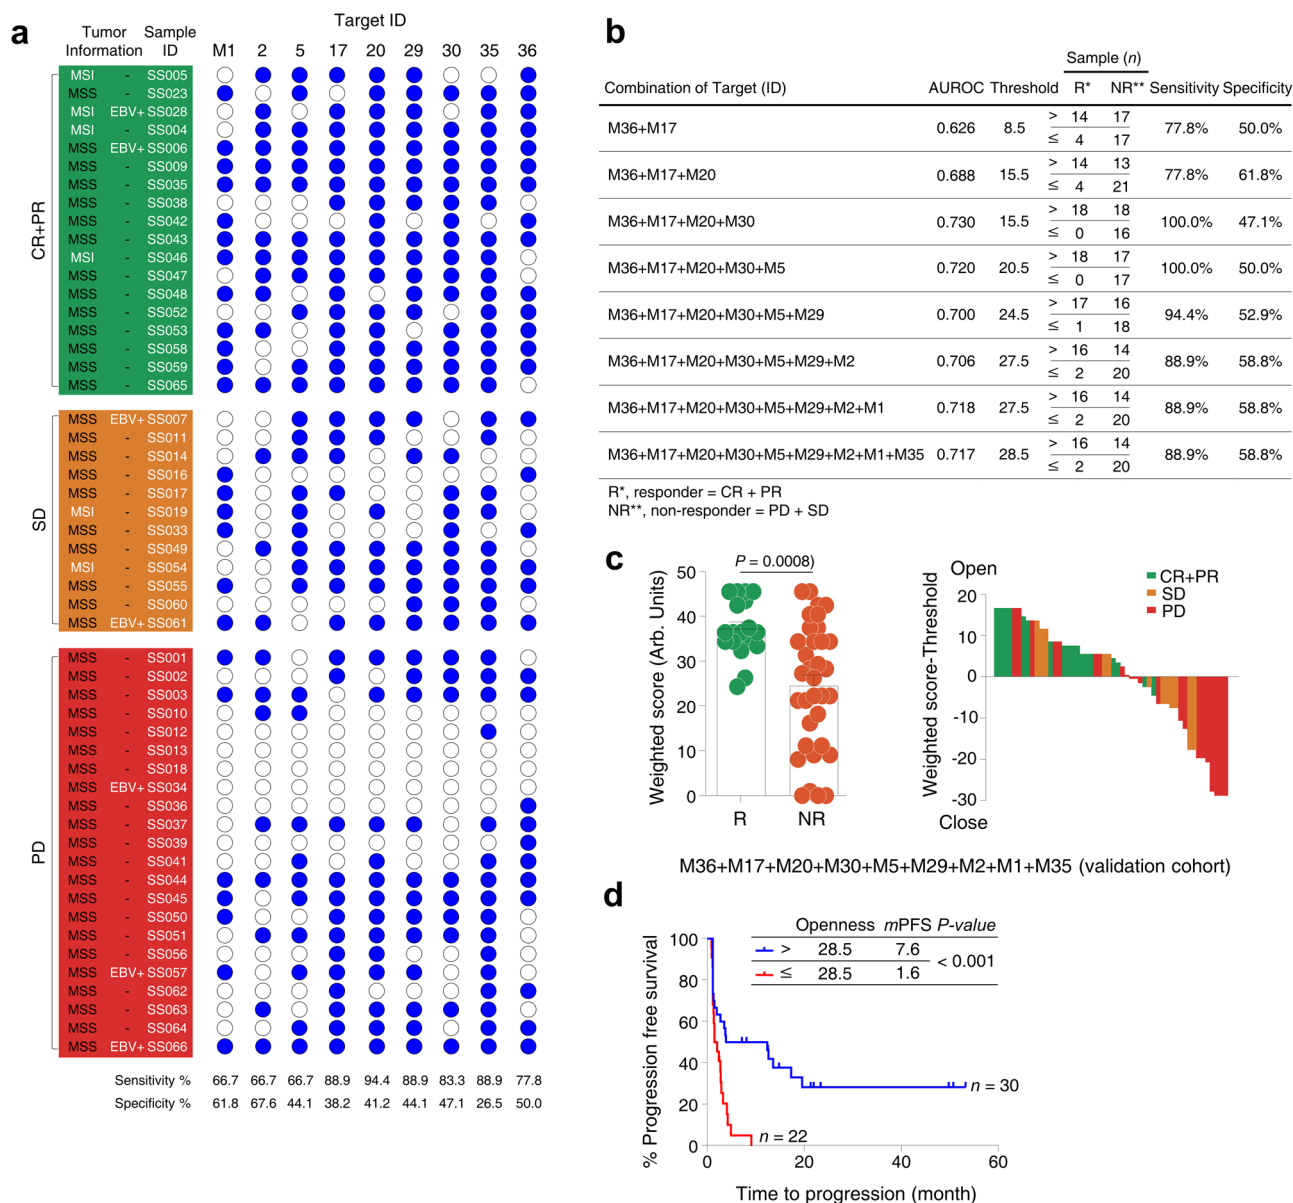 a
Tumor Information
Sample ID
Target ID
M1 2 5 17 20 29 30 35 36
CR+PR
MSI - SS005
MSS - SS023
MSI EBV+ SS028
MSI - SS004
MSS EBV+ SS006
MSS - SS009
MSS - SS035
MSS - SS038
MSS - SS042
MSS - SS043
MSI - SS046
MSS - SS047
MSS - SS048
MSS - SS052
MSS - SS053
MSS - SS058
MSS - SS059
MSS - SS065
SD
MSS EBV+ SS007
MSS - SS011
MSS - SS014
MSS - SS016
MSS - SS017
MSI - SS019
MSS - SS033
MSS - SS049
MSI - SS054
MSS - SS055
MSS - SS060
MSS EBV+ SS061
PD
MSS - SS001
MSS - SS002
MSS - SS003
MSS - SS010
MSS - SS012
MSS - SS013
MSS - SS018
MSS EBV+ SS034
MSS - SS036
MSS - SS037
MSS - SS039
MSS - SS041
MSS - SS044
MSS - SS045
MSS - SS050
MSS - SS051
MSS - SS056
MSS EBV+ SS057
MSS - SS062
MSS - SS063
MSS - SS064
MSS EBV+ SS066
Sensitivity % 66.7 66.7 66.7 88.9 94.4 88.9 83.3 88.9 77.8
Specificity % 61.8 67.6 44.1 38.2 41.2 44.1 47.1 26.5 50.0
b
Sample (n)
Combination of Target (ID) AUROC Threshold R* NR** Sensitivity Specificity
M36+M17 0.626 8.5 > 14 17 77.8% 50.0%
≤ 4 17
M36+M17+M20 0.688 15.5 > 14 13 77.8% 61.8%
≤ 4 21
M36+M17+M20+M30 0.730 15.5 > 18 18 100.0% 47.1%
≤ 0 16
M36+M17+M20+M30+M5 0.720 20.5 > 18 17 100.0% 50.0%
≤ 0 17
M36+M17+M20+M30+M5+M29 0.700 24.5 > 17 16 94.4% 52.9%
≤ 1 18
M36+M17+M20+M30+M5+M29+M2 0.706 27.5 > 16 14 88.9% 58.8%
≤ 2 20
M36+M17+M20+M30+M5+M29+M2+M1 0.718 27.5 > 16 14 88.9% 58.8%
≤ 2 20
M36+M17+M20+M30+M5+M29+M2+M1+M35 0.717 28.5 > 16 14 88.9% 58.8%
≤ 2 20
R*, responder = CR + PR
NR**, non-responder = PD + SD
c
P = 0.0008)
Weighted score (Arb. Units)
50
40
30
20
10
0
R NR
Open
Weighted score-Threshold
20
10
0
-10
-20
-30
Close
CR+PR
SD
PD
M36+M17+M20+M30+M5+M29+M2+M1+M35 (validation cohort)
d
Openness mPFS P-value
> 28.5 7.6
< 0.001
≤ 28.5 1.6
% Progression free survival
100
80
60
40
20
0
n = 30
n = 22
0 20 40 60
Time to progression (month)